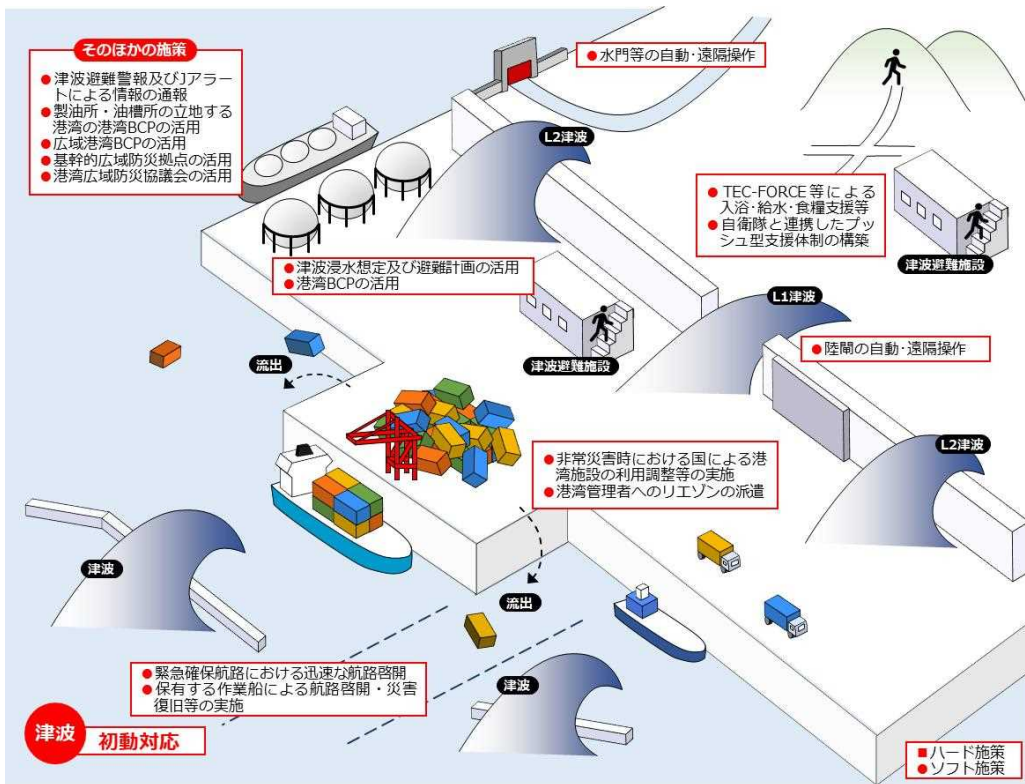 そのほかの施策
●津波避難警報及びJアラー
トによる情報の通報
●製油所・油槽所の立地する
港湾の港湾BCPの活用
●広域港湾BCPの活用
●基幹的広域防災拠点の活用
●港湾広域防災協議会の活用
●水門等の自動・遠隔操作
L2津波
●TEC-FORCE等による
入浴・給水・食糧支援等
●自衛隊と連携したプッ
シュ型支援体制の構築
津波避難施設
●津波浸水想定及び避難計画の活用
●港湾BCPの活用
L1津波
津波避難施設
●陸閘の自動・遠隔操作
流出
L2津波
●非常災害時における国による港
湾施設の利用調整等の実施
●港湾管理者へのリエゾンの派遣
津波
流出
●緊急確保航路における迅速な航路啓開
●保有する作業船による航路啓開・災害
復旧等の実施
津波
津波 初動対応
■ハード施策
●ソフト施策